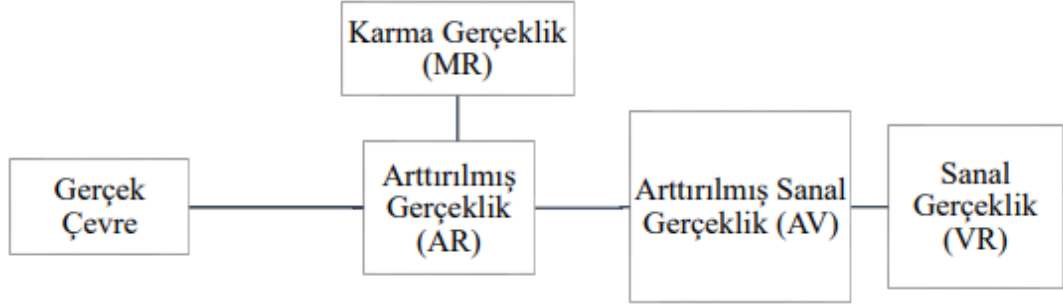 Karma Gerçeklik
(MR)
Gerçek
Çevre
Arttırılmış
Gerçeklik
(AR)
Arttırılmış Sanal
Gerçeklik (AV)
Sanal
Gerçeklik
(VR)